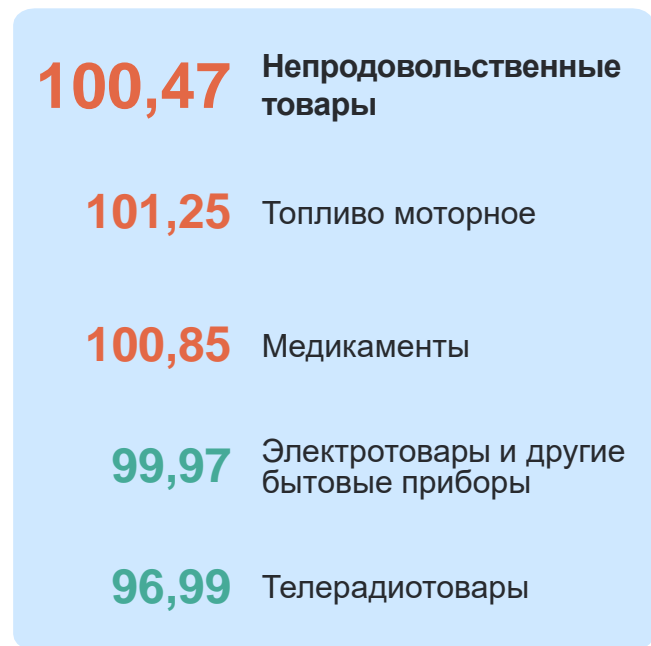 100,47 Непродовольственные
товары
101,25 Топливо моторное
100,85 Медикаменты
99,97 Электротовары и другие
бытовые приборы
96,99 Телерадиотовары